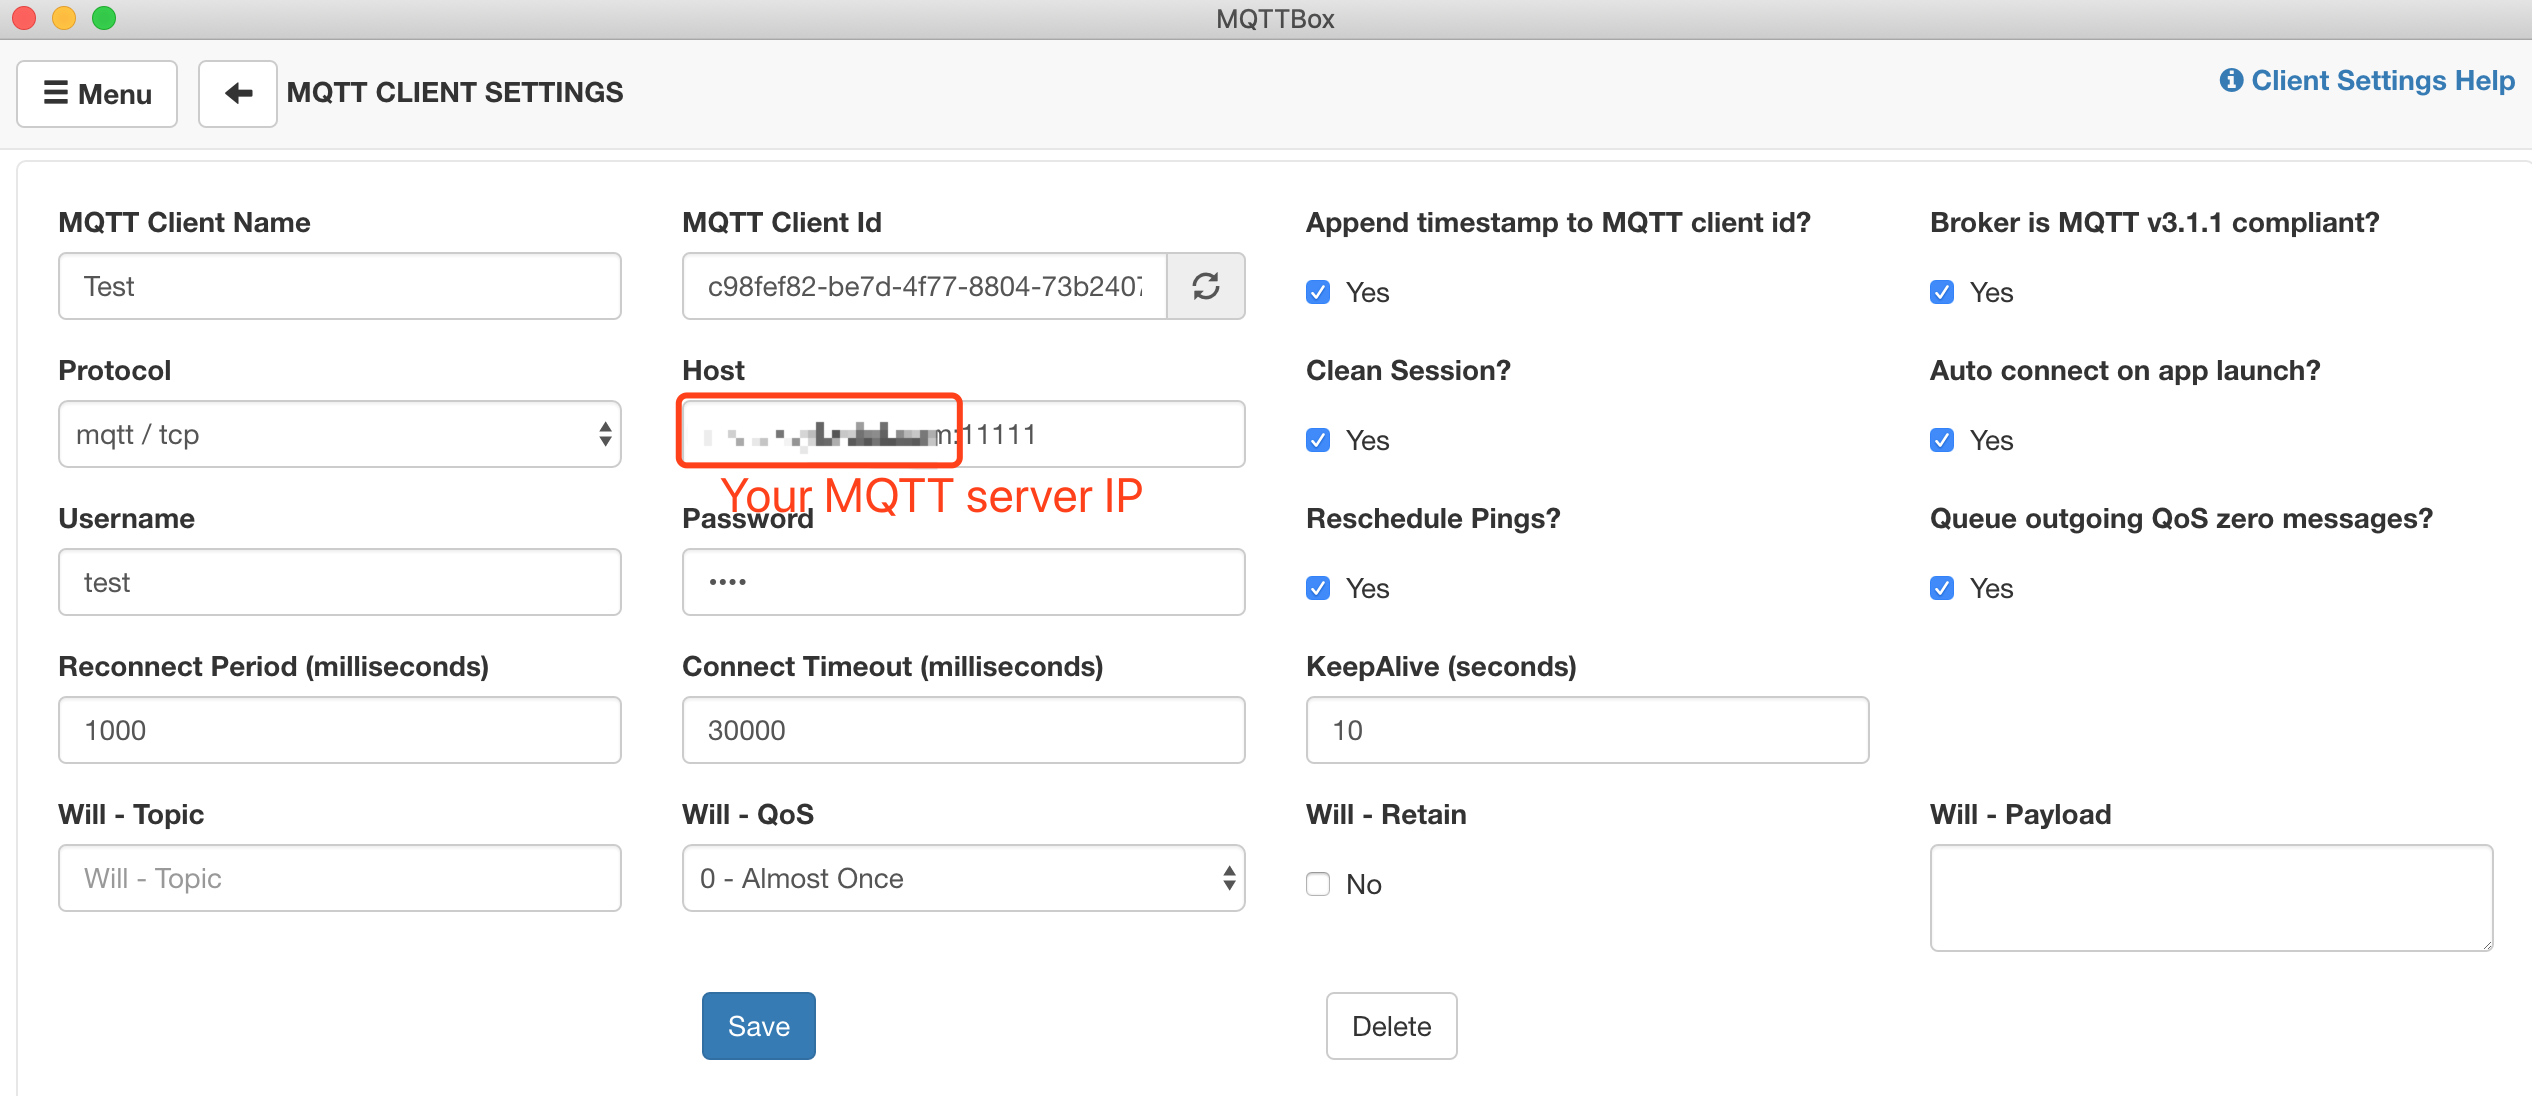 MQTTBox
Menu
MQTT CLIENT SETTINGS
Client Settings Help
MQTT Client Name
MQTT Client Id
Append timestamp to MQTT client id?
Broker is MQTT v3.1.1 compliant?
Test
c98fef82-be7d-4f77-8804-73b2407
Yes
Yes
Protocol
Host
Clean Session?
Auto connect on app launch?
mqtt / tcp
m:11111
Yes
Yes
Your MQTT server IP
Username
Password
Reschedule Pings?
Queue outgoing QoS zero messages?
test
••••
Yes
Yes
Reconnect Period (milliseconds)
Connect Timeout (milliseconds)
KeepAlive (seconds)
1000
30000
10
Will - Topic
Will - QoS
Will - Retain
Will - Payload
Will - Topic
0 - Almost Once
No
Save
Delete